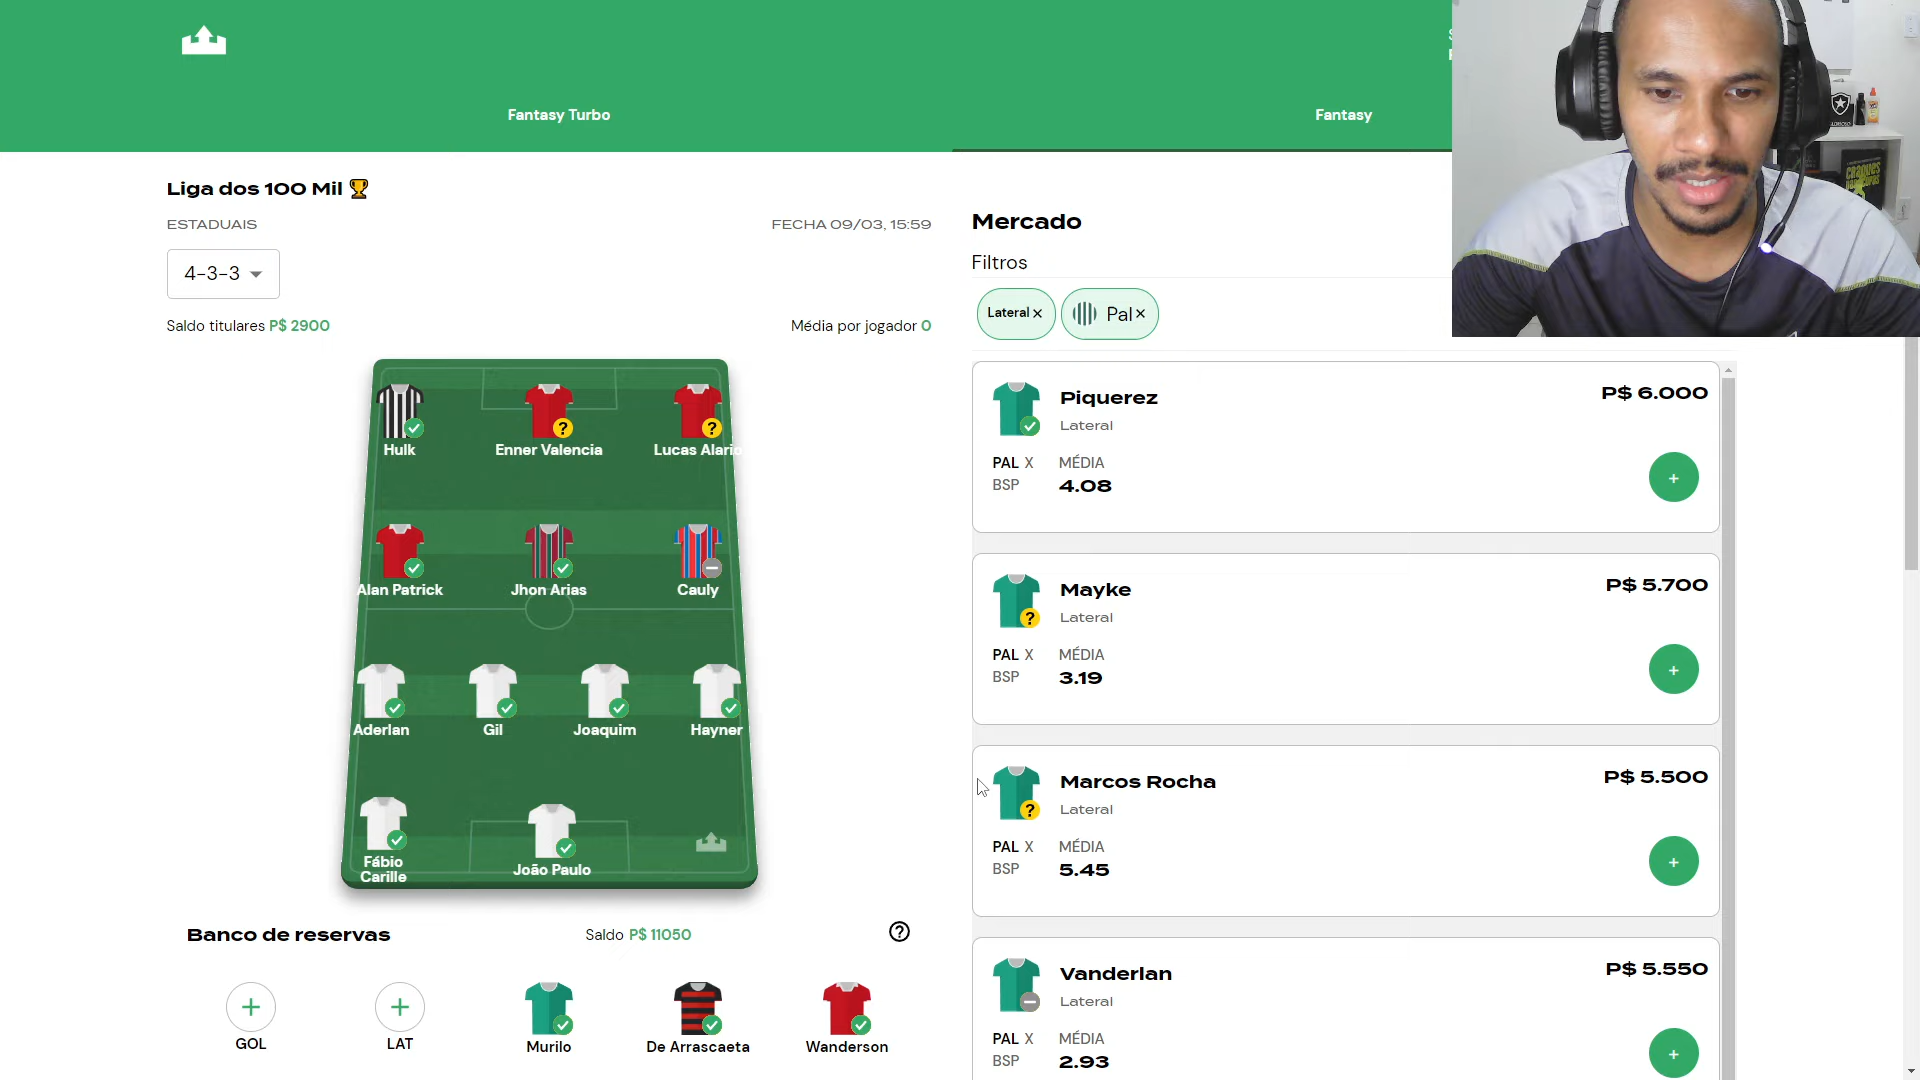 Fantasy Turbo
Fantasy
Liga dos 100 Mil
ESTADUAIS
FECHA 09/03, 15:59
4-3-3
Saldo titulares P$ 2900
Média por jogador 0
Hulk
Enner Valencia
Lucas Alario
Alan Patrick
Jhon Arias
Cauly
Aderlan
Gil
Joaquim
Hayner
Fábio
Carille
João Paulo
Banco de reservas
Saldo P$ 11050
GOL
LAT
Murilo
De Arrascaeta
Wanderson
Mercado
Filtros
Lateral ×
Pal ×
Piquerez
P$ 6.000
Lateral
PAL X
BSP
MÉDIA
4.08
Mayke
P$ 5.700
Lateral
PAL X
BSP
MÉDIA
3.19
Marcos Rocha
P$ 5.500
Lateral
PAL X
BSP
MÉDIA
5.45
Vanderlan
P$ 5.550
Lateral
PAL X
BSP
MÉDIA
2.93